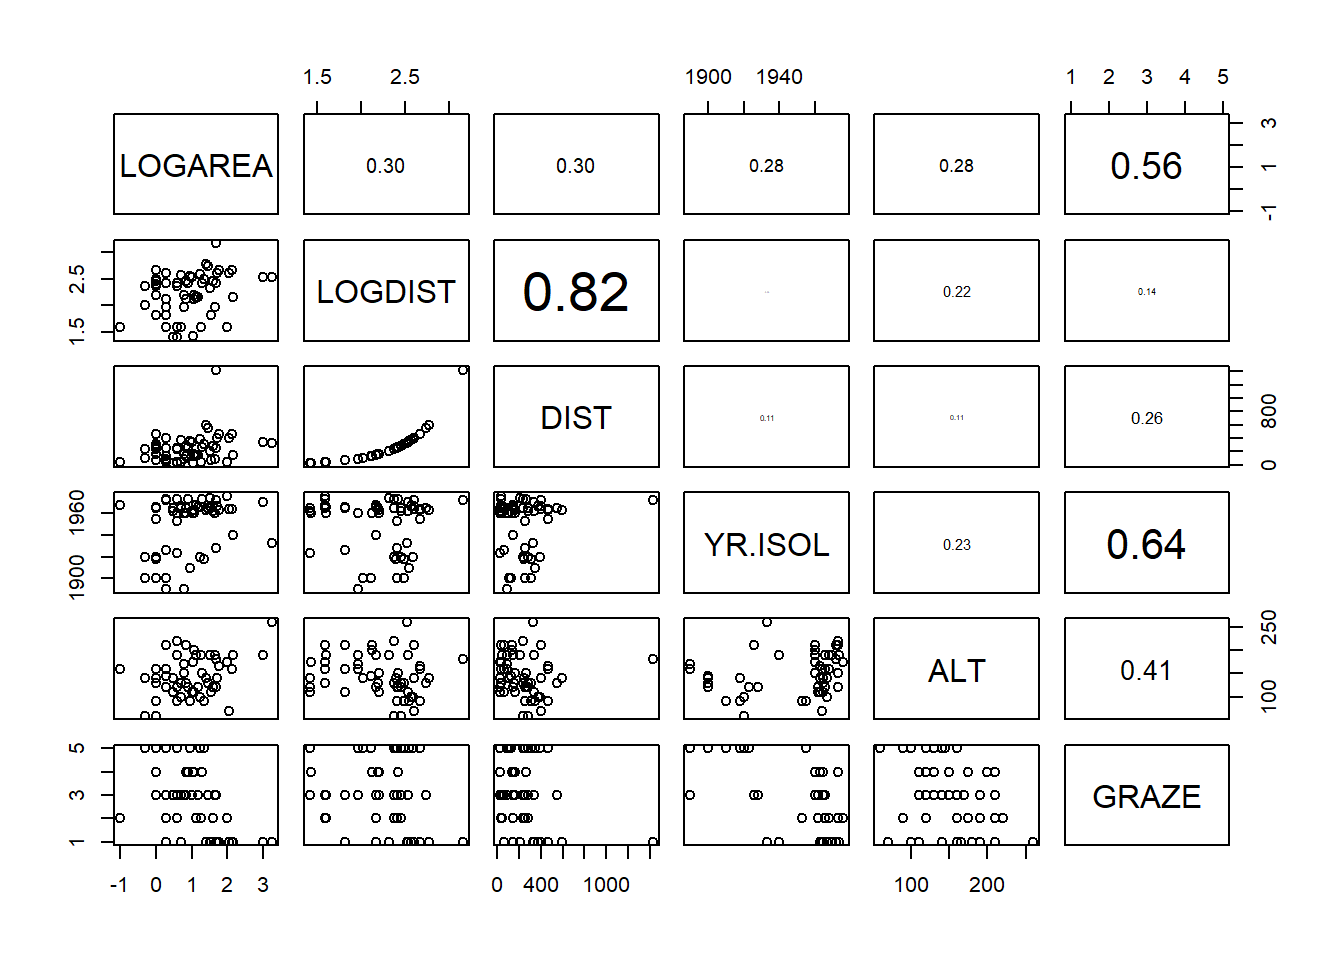 1.5 2.5 1900 1940 1 2 3 4 5
LOGAREA 0.30 0.30 0.28 0.28 0.56 -1 1 3
1.5 2.5 LOGDIST 0.82 0.22 0.14
DIST 0.11 0.11 0.26 0 800
1900 1960 YR.ISOL 0.23 0.64
ALT 0.41 100 250
1 3 5 GRAZE
-1 0 1 2 3 0 400 1000 100 200